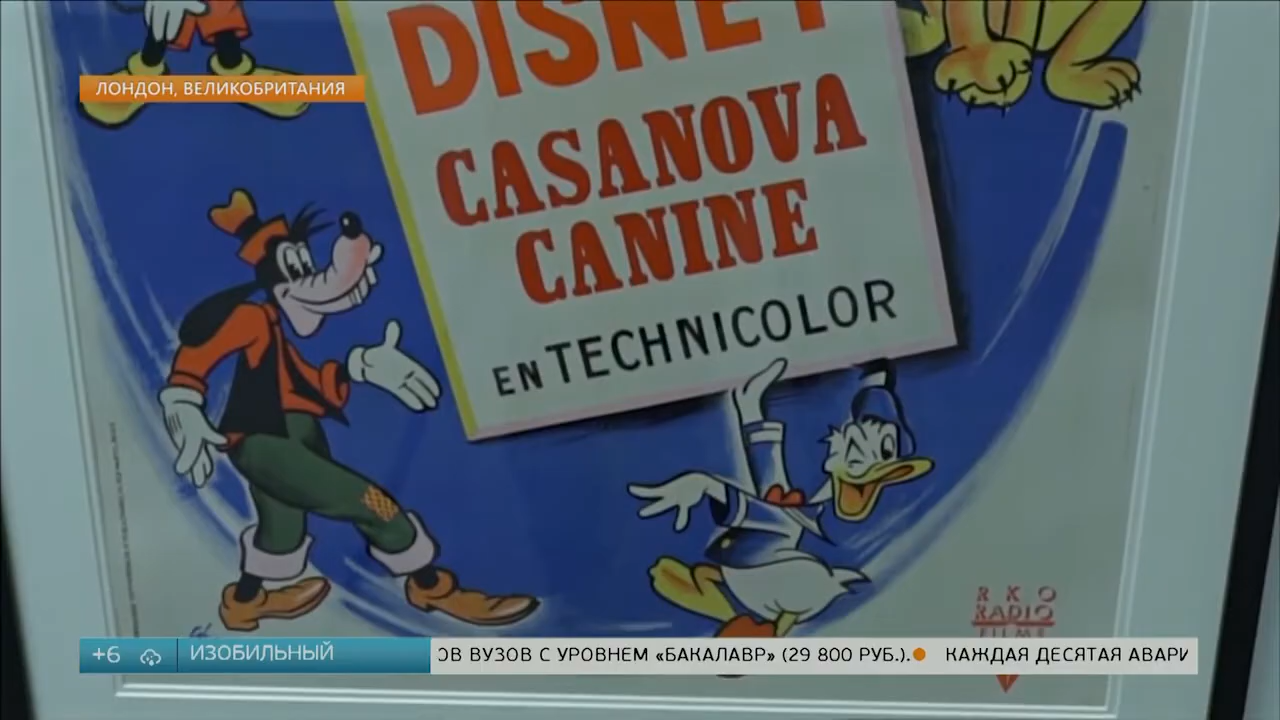 DISNEY
ЛОНДОН, ВЕЛИКОБРИТАНИЯ
CASANOVA
CANINE
EN TECHNICOLOR
RKO
RADIO
FILMS
+6 ИЗОБИЛЬНЫЙ ОВ ВУЗОВ С УРОВНЕМ «БАКАЛАВР» (29 800 РУБ.). КАЖДАЯ ДЕСЯТАЯ АВАРИ